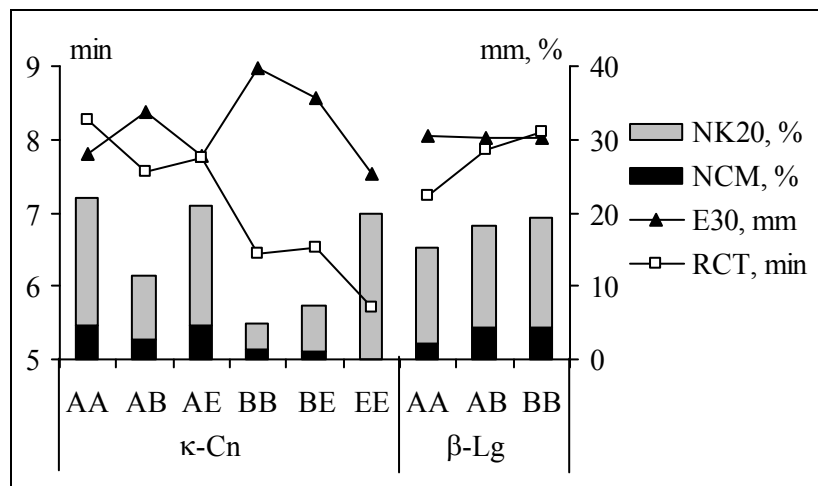 min mm, %
9 40
8 30
7 20
6 10
5 0
NK20, %
NCM, %
E30, mm
RCT, min
AA AB AE BB BE EE AA AB BB
κ-Cn β-Lg